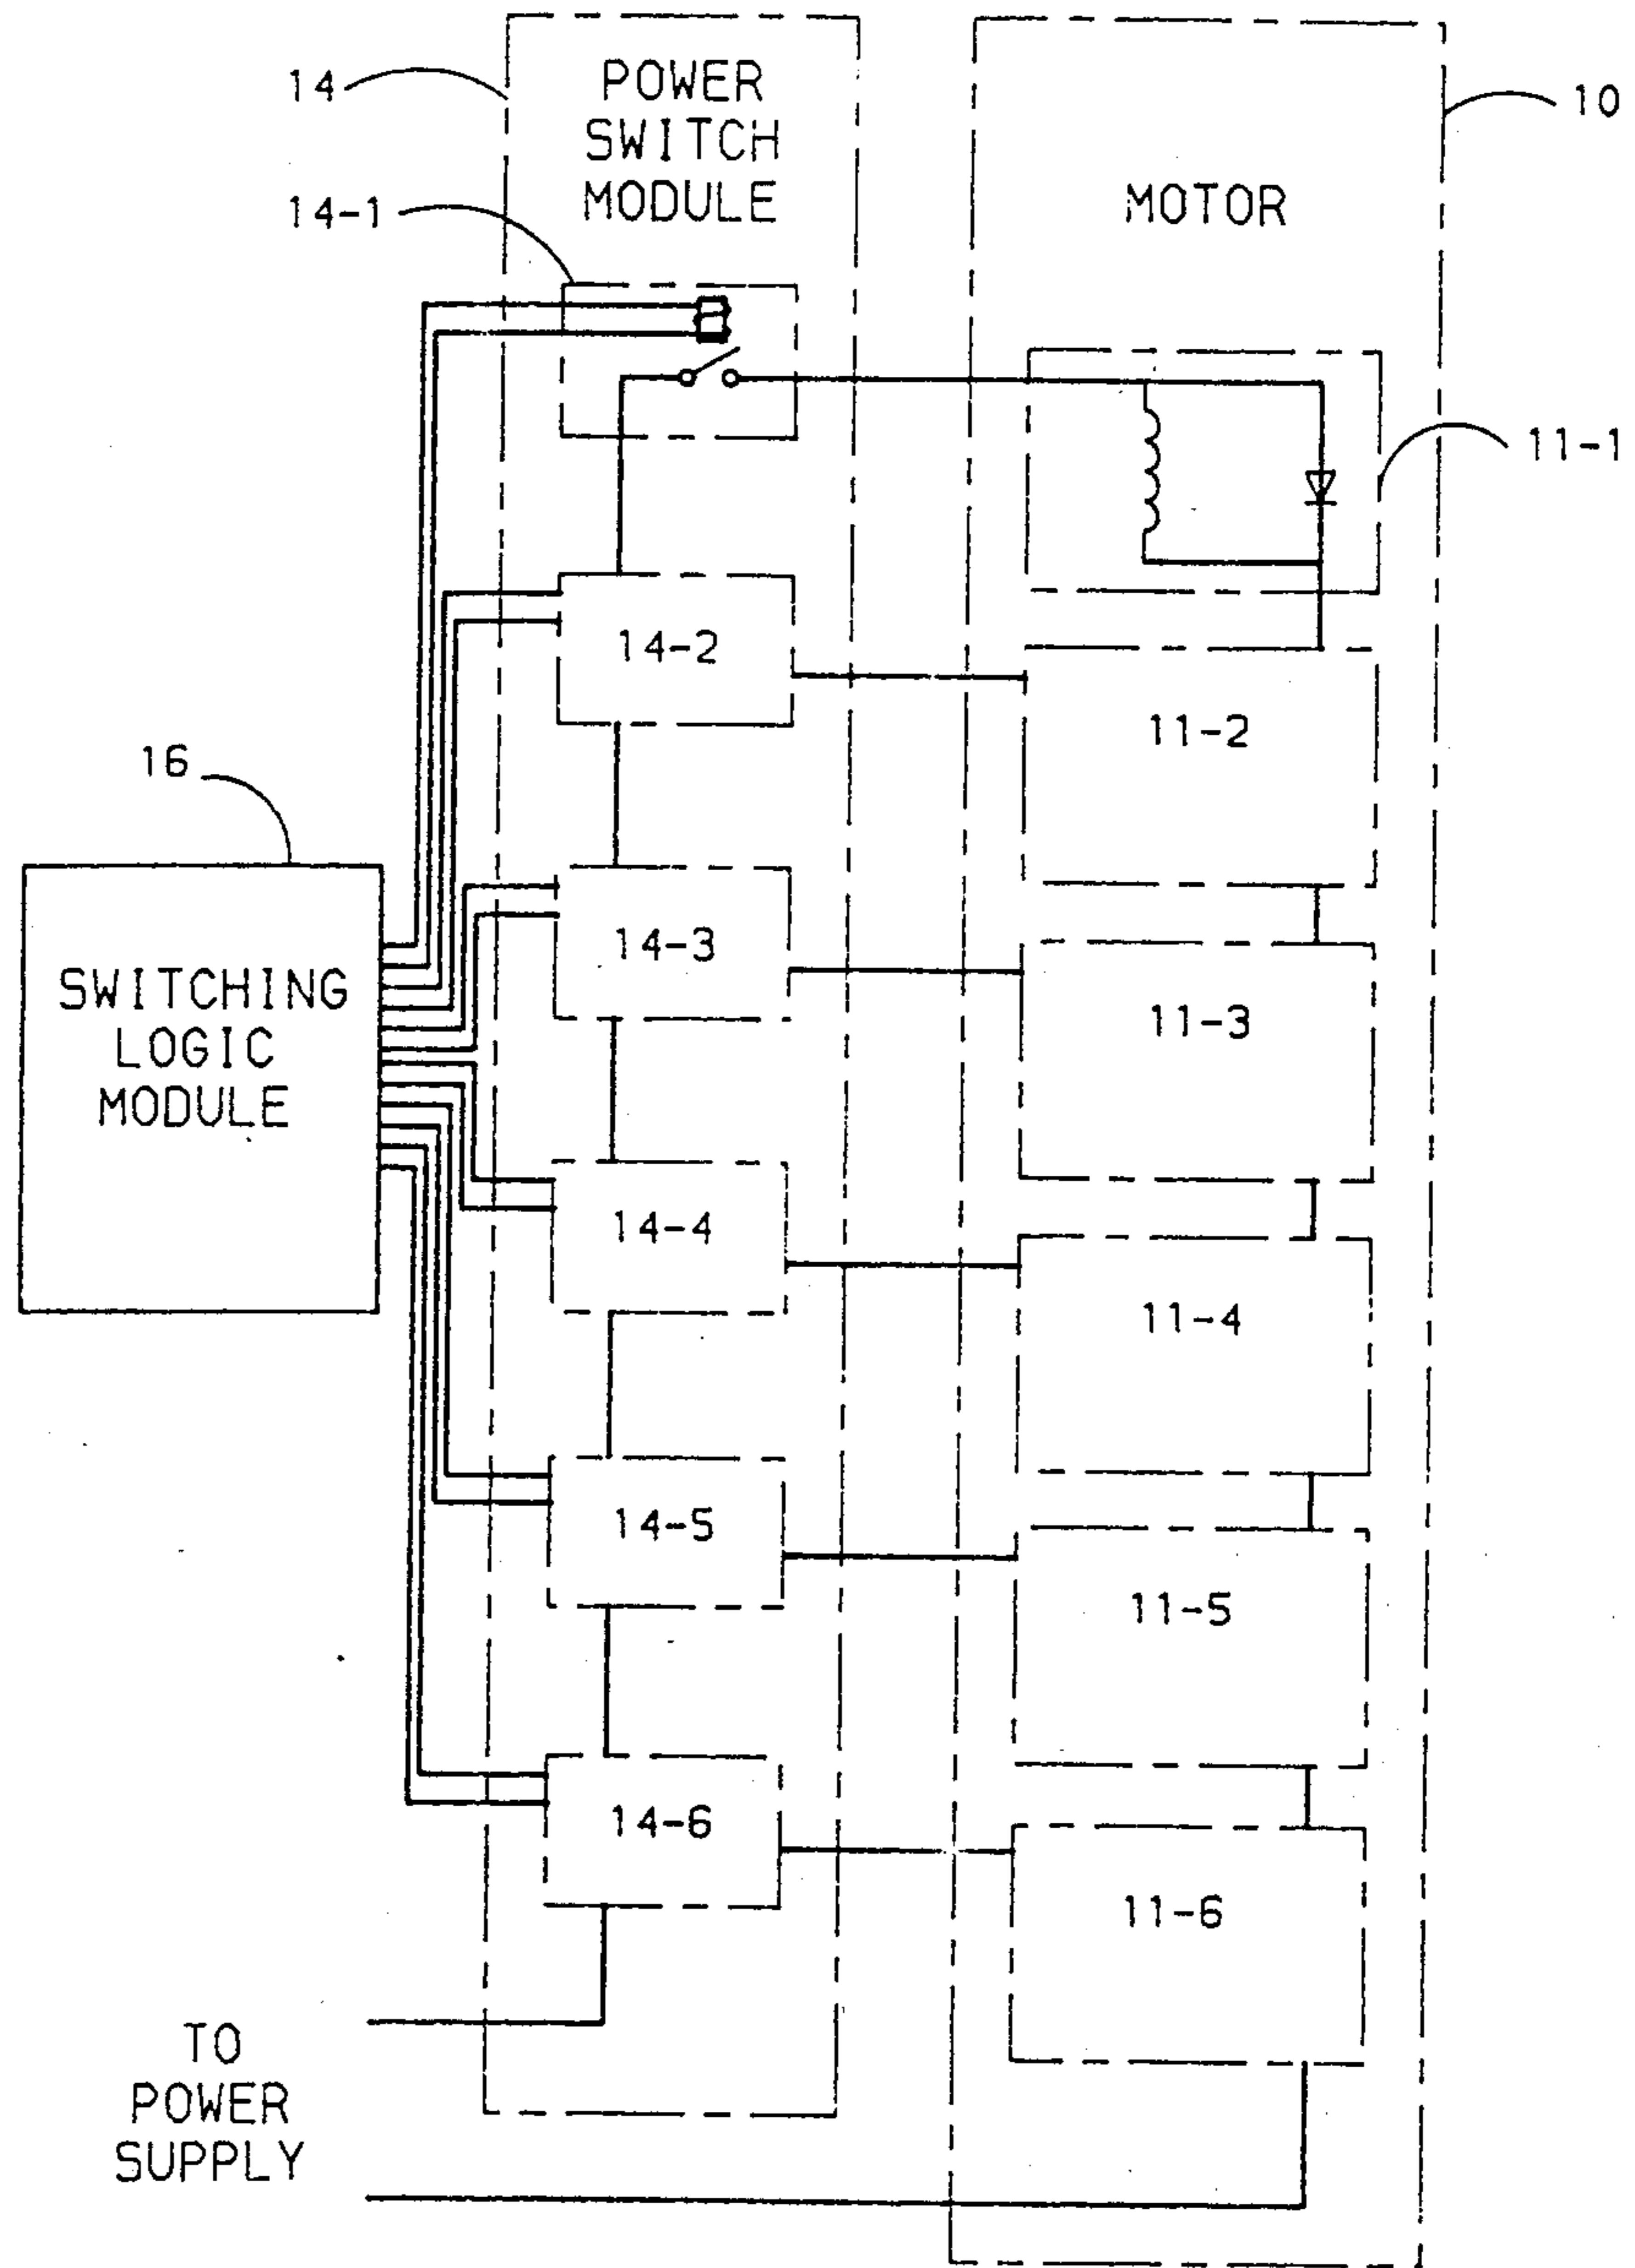 14
POWER
SWITCH
MODULE
10
14-1
MOTOR
11-1
14-2
11-2
16
14-3
SWITCHING
LOGIC
MODULE
11-3
14-4
11-4
14-5
11-5
14-6
11-6
TO
POWER
SUPPLY